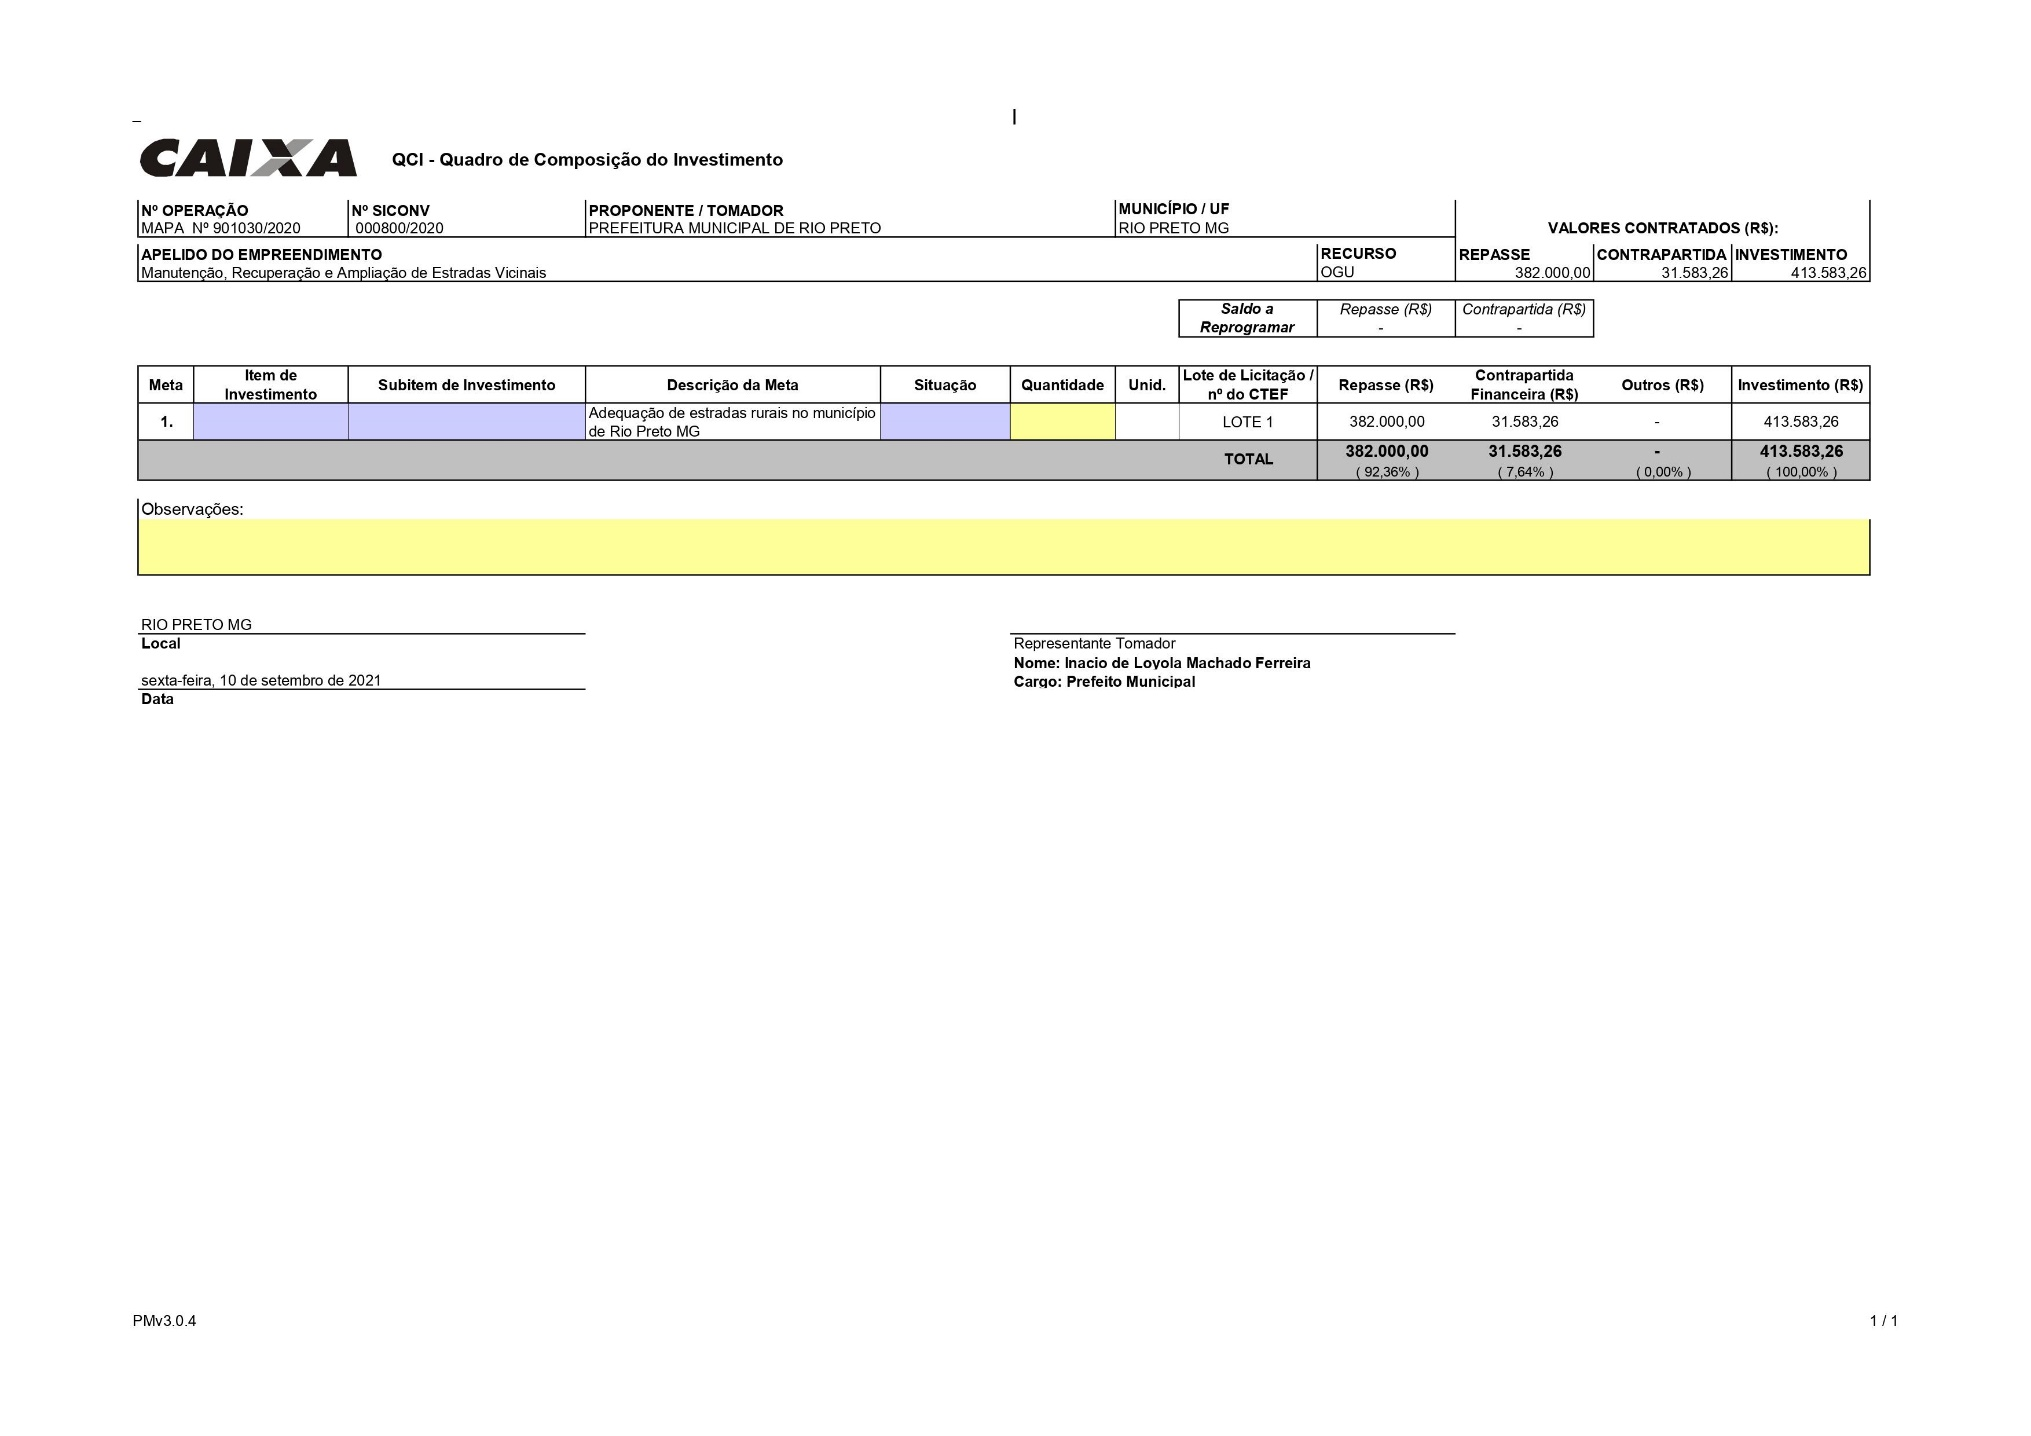 CAIXA QCI - Quadro de Composição do Investimento
Nº OPERAÇÃO Nº SICONV PROPONENTE / TOMADOR MUNICÍPIO / UF
MAPA Nº 901030/2020 000800/2020 PREFEITURA MUNICIPAL DE RIO PRETO RIO PRETO MG VALORES CONTRATADOS (R$):
APELIDO DO EMPREENDIMENTO RECURSO REPASSE CONTRAPARTIDA INVESTIMENTO
Manutenção, Recuperação e Ampliação de Estradas Vicinais OGU 382.000,00 31.583,26 413.583,26
Saldo a Repasse (R$) Contrapartida (R$)
Reprogramar - -
Meta Item de Investimento Subitem de Investimento Descrição da Meta Situação Quantidade Unid. Lote de Licitação / nº do CTEF Repasse (R$) Contrapartida Financeira (R$) Outros (R$) Investimento (R$)
1. Adequação de estradas rurais no município de Rio Preto MG LOTE 1 382.000,00 31.583,26 - 413.583,26
TOTAL 382.000,00 31.583,26 - 413.583,26
( 92,36% ) ( 7,64% ) ( 0,00% ) ( 100,00% )
Observações:
RIO PRETO MG
Local
sexta-feira, 10 de setembro de 2021
Data
Representante Tomador
Nome: Inacio de Loyola Machado Ferreira
Cargo: Prefeito Municipal
PMv3.0.4 1 / 1